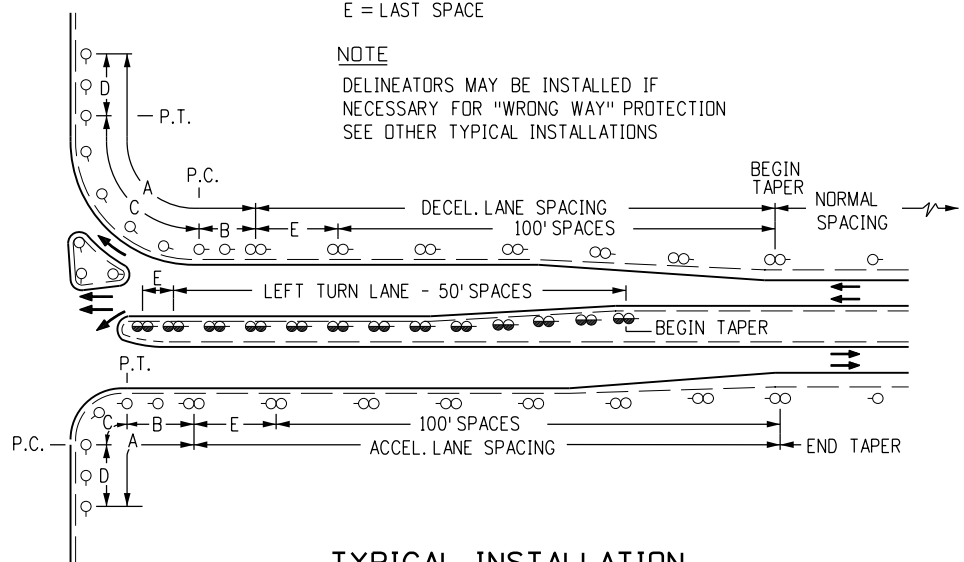 E = LAST SPACE
NOTE
DELINEATORS MAY BE INSTALLED IF
NECESSARY FOR "WRONG WAY" PROTECTION
SEE OTHER TYPICAL INSTALLATIONS
D
P.T.
A
C
P.C.
B
E
DECEL. LANE SPACING
100' SPACES
BEGIN
TAPER
NORMAL
SPACING
E
LEFT TURN LANE - 50' SPACES
BEGIN TAPER
P.T.
C
B
E
100' SPACES
P.C.
A
ACCEL. LANE SPACING
END TAPER
D
TYPICAL INSTALLATION